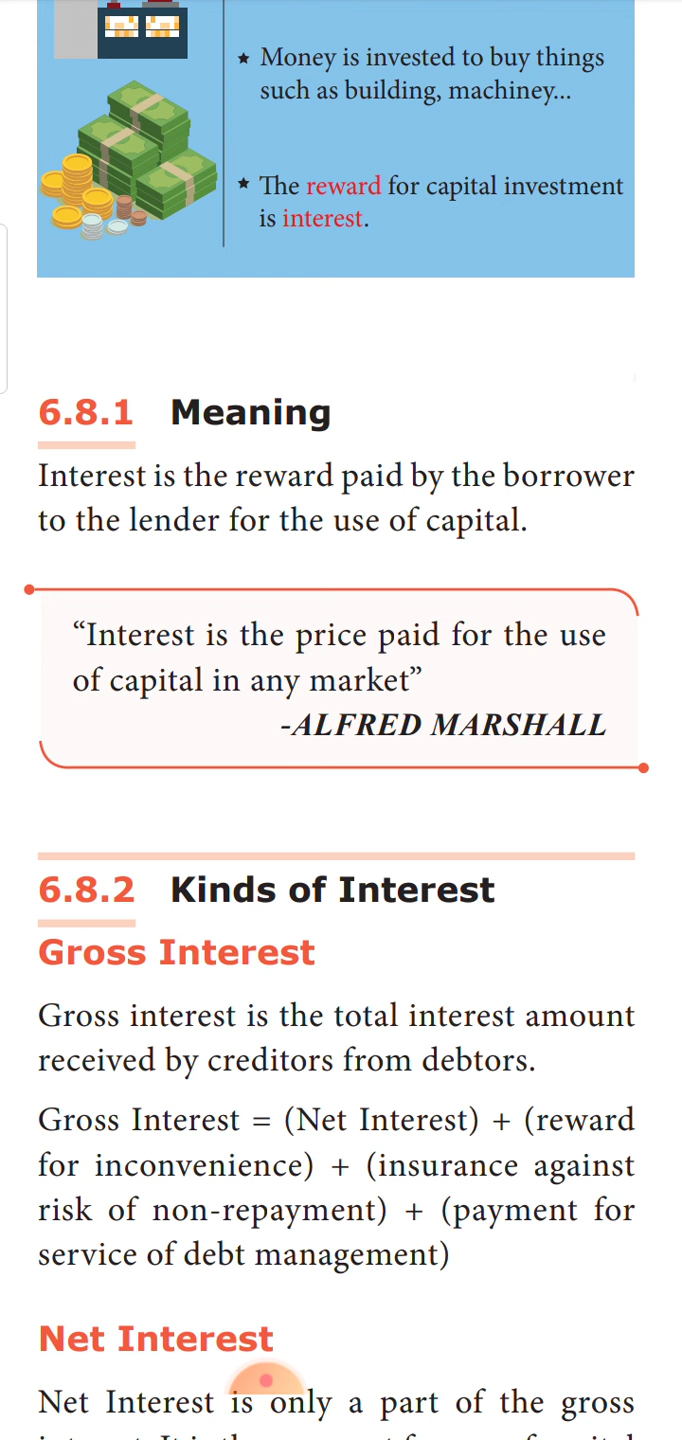 ★ Money is invested to buy things
such as building, machiney...
★ The reward for capital investment
is interest.
6.8.1 Meaning
Interest is the reward paid by the borrower
to the lender for the use of capital.
“Interest is the price paid for the use
of capital in any market”
-ALFRED MARSHALL
6.8.2 Kinds of Interest
Gross Interest
Gross interest is the total interest amount
received by creditors from debtors.
Gross Interest = (Net Interest) + (reward
for inconvenience) + (insurance against
risk of non-repayment) + (payment for
service of debt management)
Net Interest
Net Interest is only a part of the gross